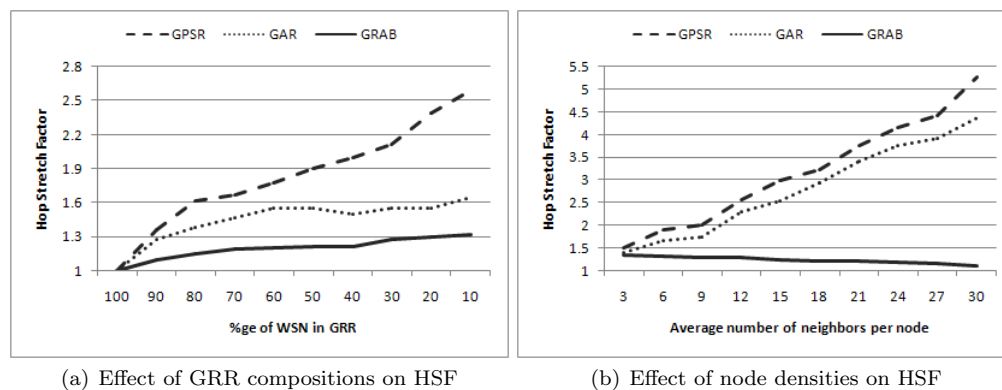 GPSR GAR GRAB
2.8
2.5
2.2
1.9
1.6
1.3
1
Hop Stretch Factor
100 90 80 70 60 50 40 30 20 10
%ge of WSN in GRR
(a) Effect of GRR compositions on HSF
GPSR GAR GRAB
5.5
5
4.5
4
3.5
3
2.5
2
1.5
1
Hop Stretch Factor
3 6 9 12 15 18 21 24 27 30
Average number of neighbors per node
(b) Effect of node densities on HSF